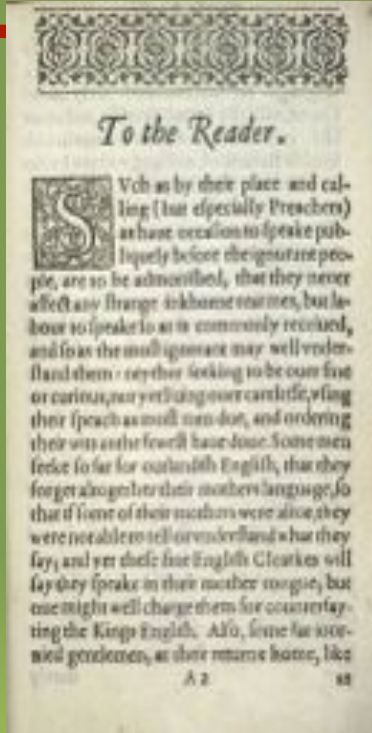 To the Reader.
SVch as by their place and cal-
ling (but eſpecially Preachers)
as haue occaſion to ſpeake pub-
liquely before the ignorant peo-
ple, are to be admoniſhed, that they neuer
affect any ſtrange inkhorne tearmes, but la-
bour to ſpeake ſo as is commonly receiued,
and ſo as the moſt ignorant may well vnder-
ſtand them: neyther ſeeking to be ouer fine
or curious, nor yet liuing ouer careleſſe, vſing
their ſpeach as moſt men doe, and ordering
their wits as the feweſt haue done. Some men
ſeeke ſo far for outlandiſh Engliſh, that they
forget altogether their mothers language, ſo
that if ſome of their mothers were aliue, they
were not able to tell or vnderſtand what they
ſay; and yet theſe fine Engliſh Clearkes will
ſay they ſpeake in their mother tongue; but
one might well charge them for counterfay-
ting the Kings Engliſh. Alſo, ſome far iour-
nied gentlemen, at their returne home, like
A 2